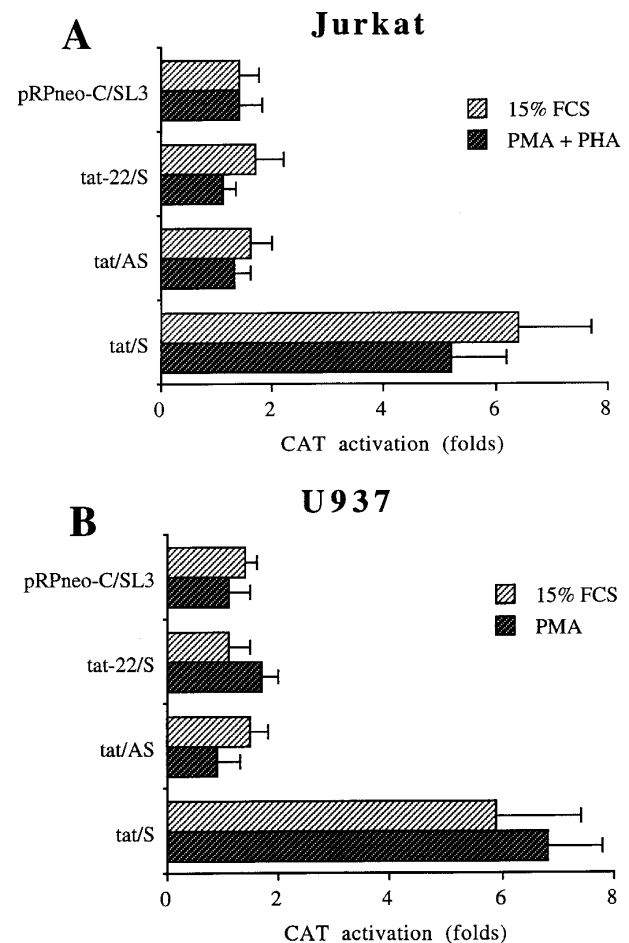 A
Jurkat
pRPneo-C/SL3
tat-22/S
tat/AS
tat/S
15% FCS
PMA + PHA
0 2 4 6 8
CAT activation (folds)
B
U937
pRPneo-C/SL3
tat-22/S
tat/AS
tat/S
15% FCS
PMA
0 2 4 6 8
CAT activation (folds)